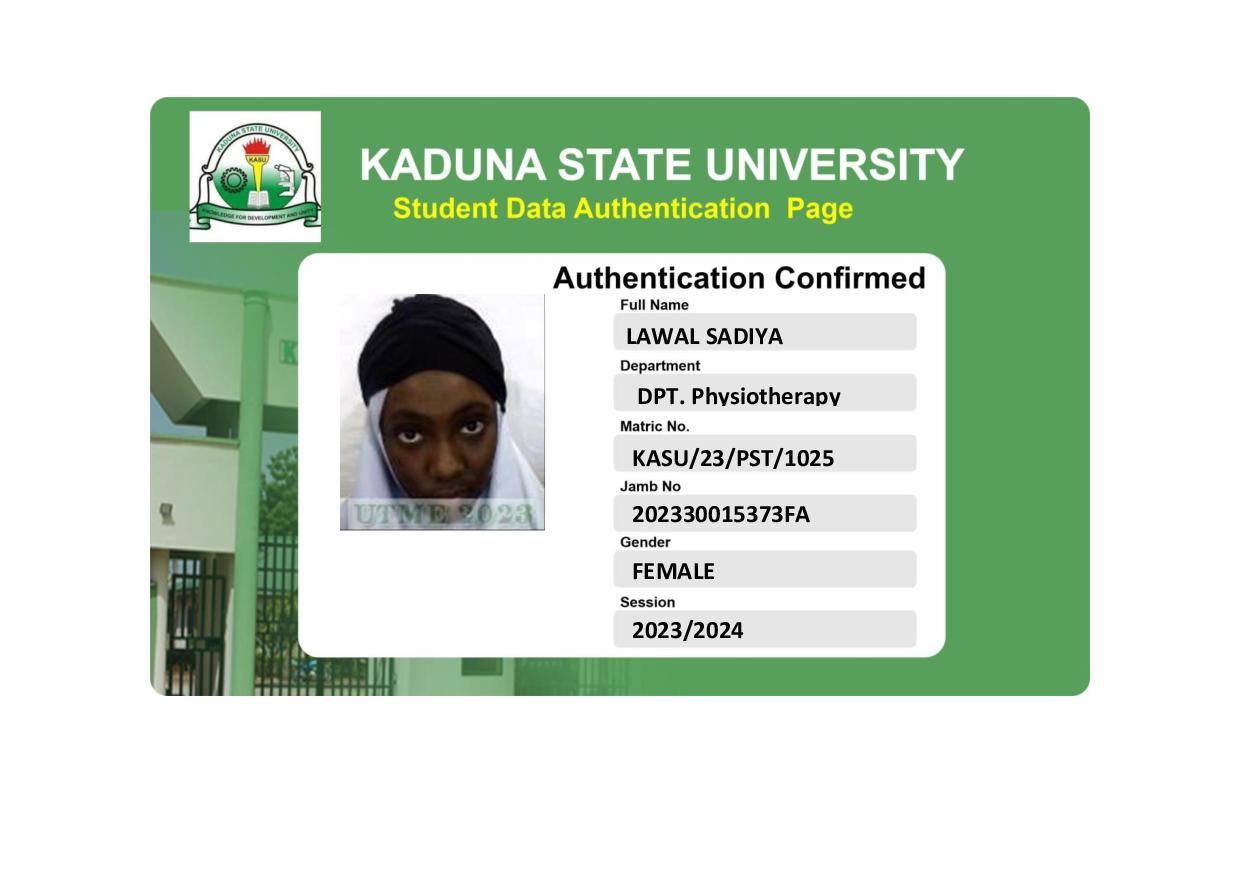 KADUNA STATE UNIVERSITY
KASU
KNOWLEDGE FOR DEVELOPMENT AND UNITY
KADUNA STATE UNIVERSITY
Student Data Authentication Page
Authentication Confirmed
Full Name
LAWAL SADIYA
Department
DPT. Physiotherapy
Matric No.
KASU/23/PST/1025
Jamb No
202330015373FA
Gender
FEMALE
Session
2023/2024
UTME 2023
K